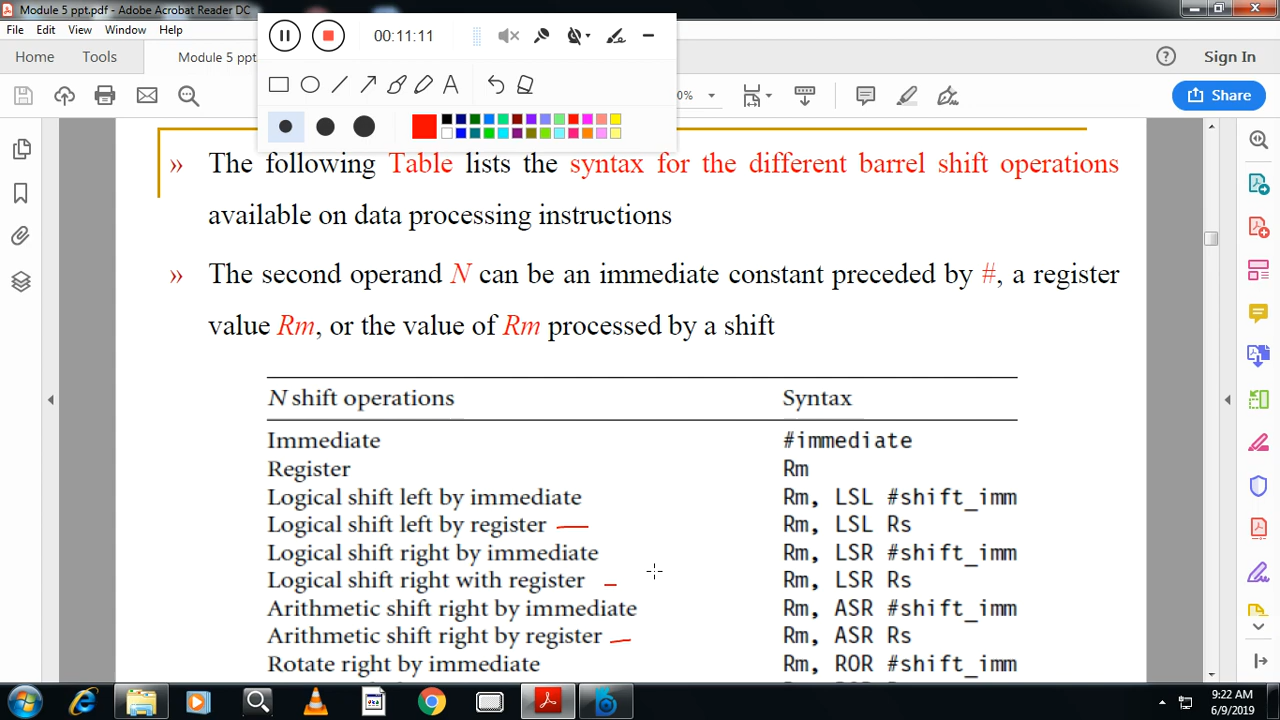 Module 5 ppt.pdf - Adobe Acrobat Reader DC
File Edit View Window Help
00:11:11
Home Tools Module 5 ppt
? Sign In
0%
Share
» The following Table lists the syntax for the different barrel shift operations
available on data processing instructions
» The second operand N can be an immediate constant preceded by #, a register
value Rm, or the value of Rm processed by a shift
N shift operations Syntax
Immediate #immediate
Register Rm
Logical shift left by immediate Rm, LSL #shift_imm
Logical shift left by register Rm, LSL Rs
Logical shift right by immediate Rm, LSR #shift_imm
Logical shift right with register Rm, LSR Rs
Arithmetic shift right by immediate Rm, ASR #shift_imm
Arithmetic shift right by register Rm, ASR Rs
Rotate right by immediate Rm, ROR #shift_imm
9:22 AM
6/9/2019